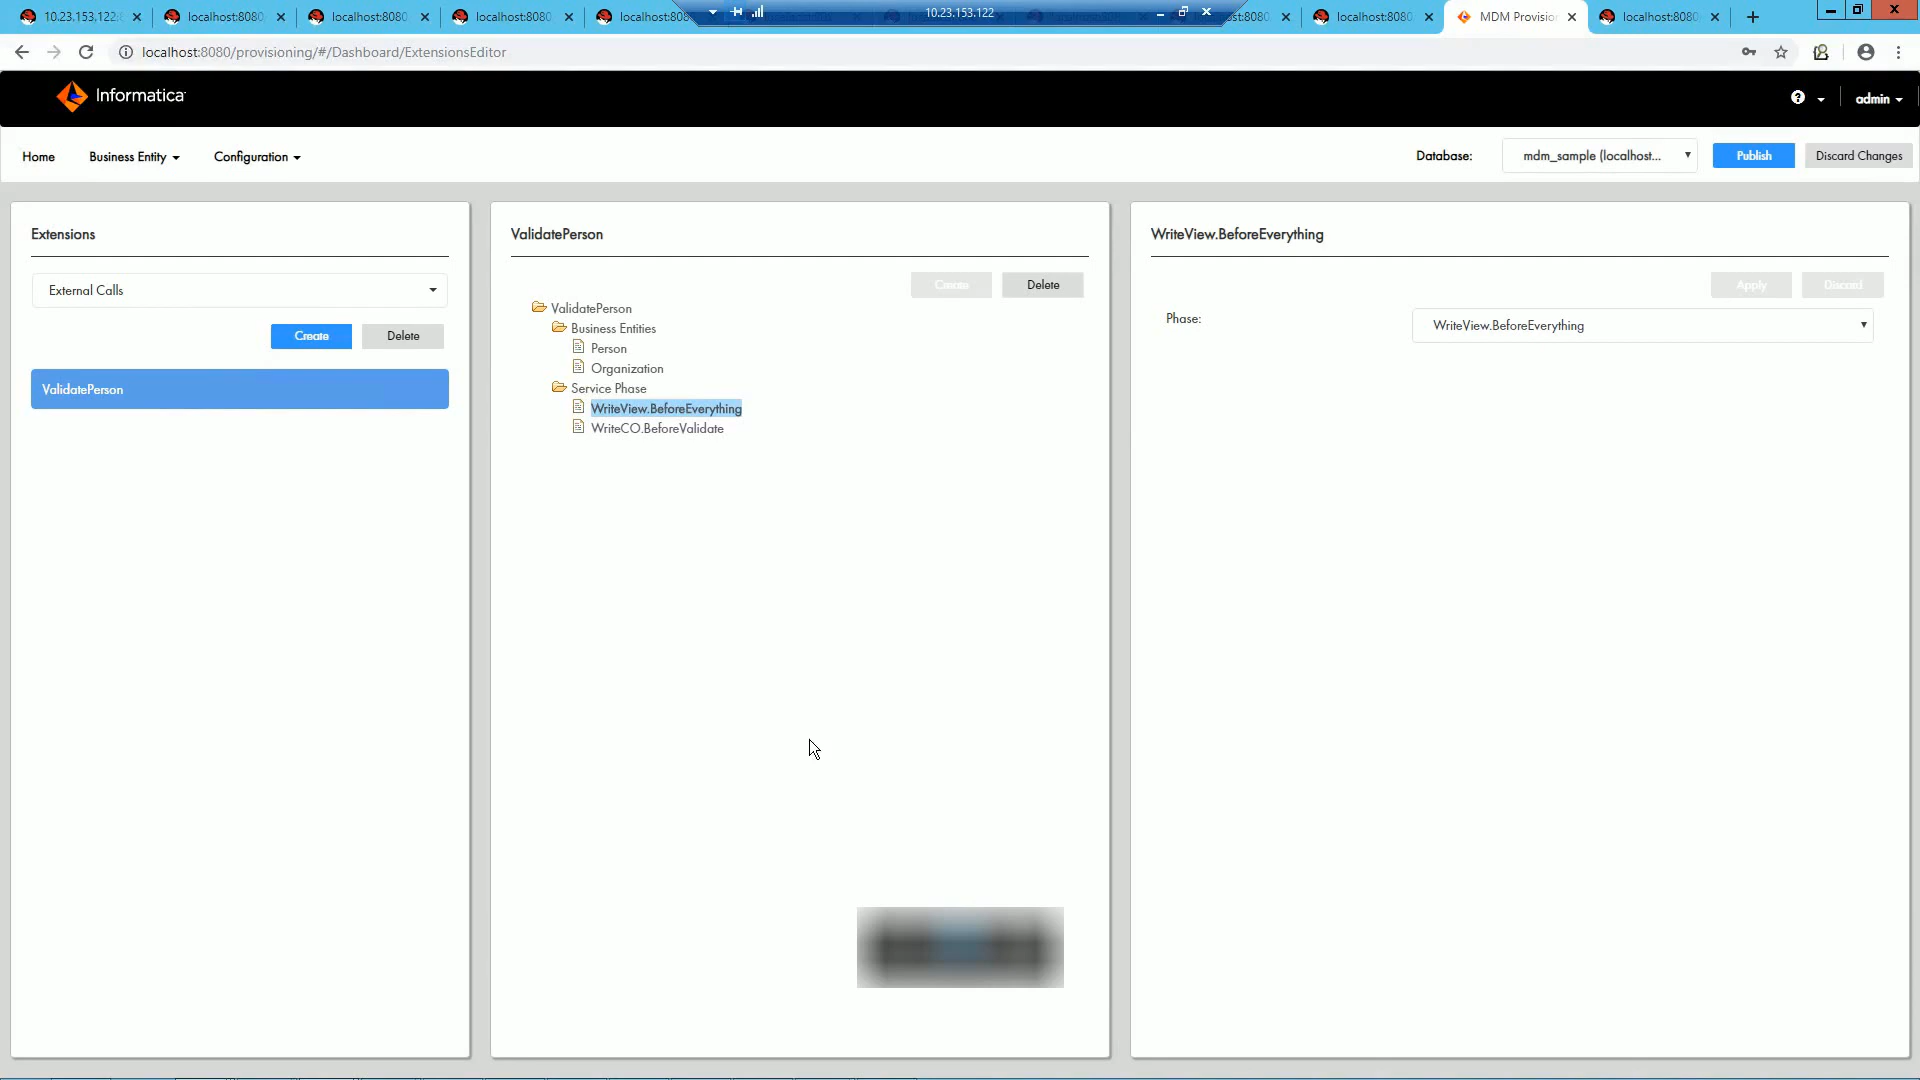 10.23.153.122:
localhost:8080
localhost:8080
localhost:8080
localhost:80
10.23.153.122
:8080
localhost:8080
MDM Provisio
localhost:8080
localhost:8080/provisioning/#/Dashboard/ExtensionsEditor
Informatica
admin
Home
Business Entity
Configuration
Database:
mdm_sample (localhost...
Publish
Discard Changes
Extensions
External Calls
Create
Delete
ValidatePerson
ValidatePerson
Create
Delete
ValidatePerson
Business Entities
Person
Organization
Service Phase
WriteView.BeforeEverything
WriteCO.BeforeValidate
WriteView.BeforeEverything
Apply
Discard
Phase:
WriteView.BeforeEverything